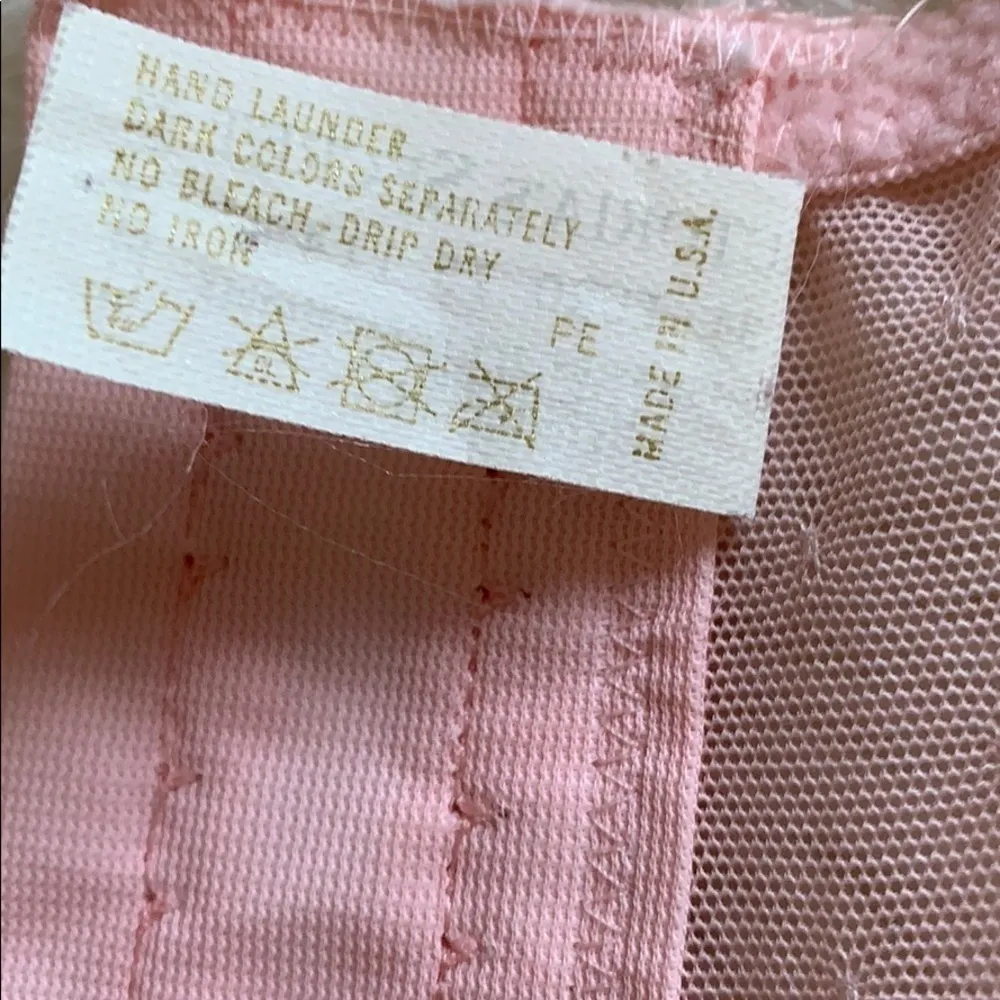 HAND LAUNDER
DARK COLORS SEPARATELY
NO BLEACH - DRIP DRY
NO IRON
PE
MADE IN U.S.A.